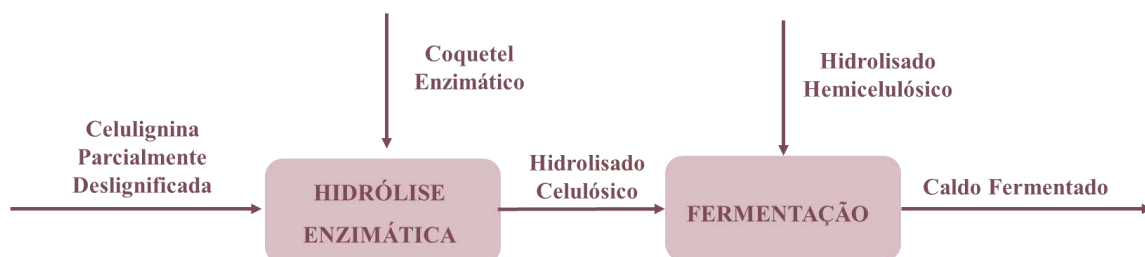 Coquetel
Enzimático
Hidrolisado
Hemicelulósico
Celulignina
Parcialmente
Deslignificada
HIDRÓLISE
ENZIMÁTICA
Hidrolisado
Celulósico
FERMENTAÇÃO
Caldo Fermentado